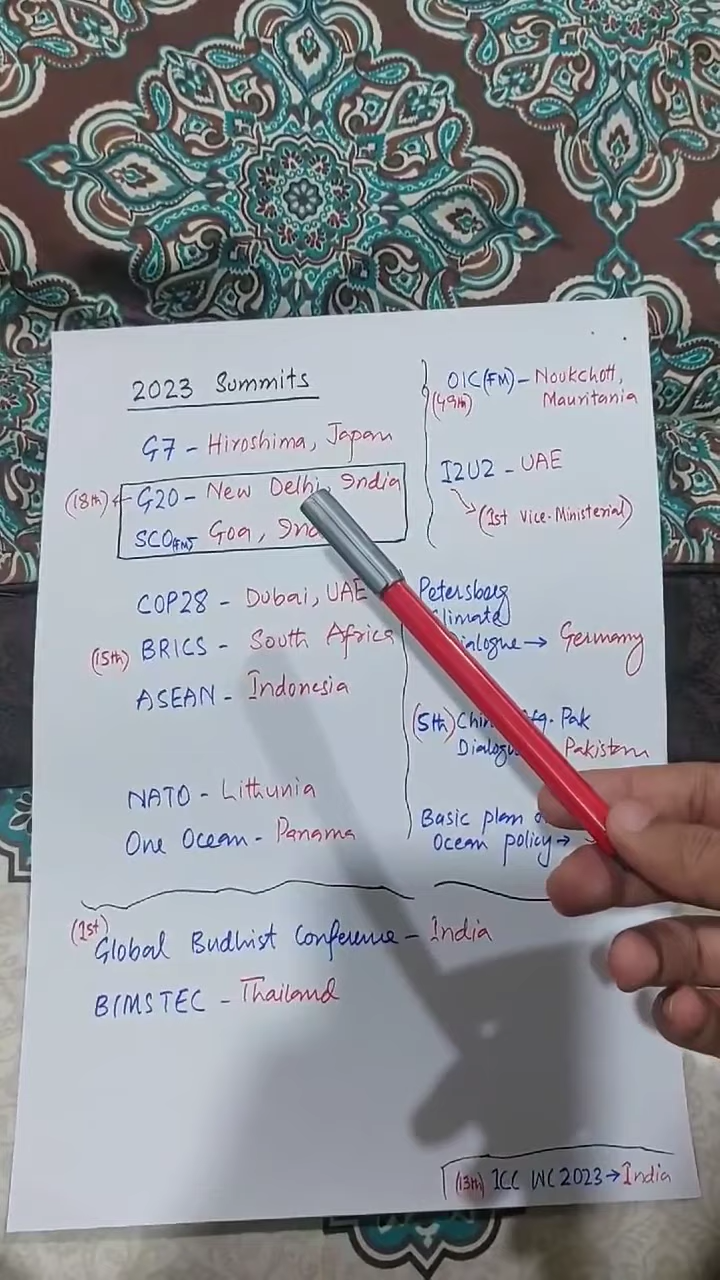 2023 Summits
G7 - Hiroshima, Japan
(18th) ← G20 - New Delhi, India
SCO(FM) Goa,
COP28 - Dubai, UAE
(15th) BRICS - South Africa
ASEAN - Indonesia
NATO - Lithunia
One Ocean - Panama
OIC(FM) - Noukchott,
(49th) Mauritania
I2U2 - UAE
(1st Vice-Ministerial)
Petersberg
Climate
Dialogue → Germany
(5th) Pak
Pakistan
Basic plan
Ocean policy →
(1st)
Global Budhist Conference - India
BIMSTEC - Thailand
(13th) ICC WC 2023 → India